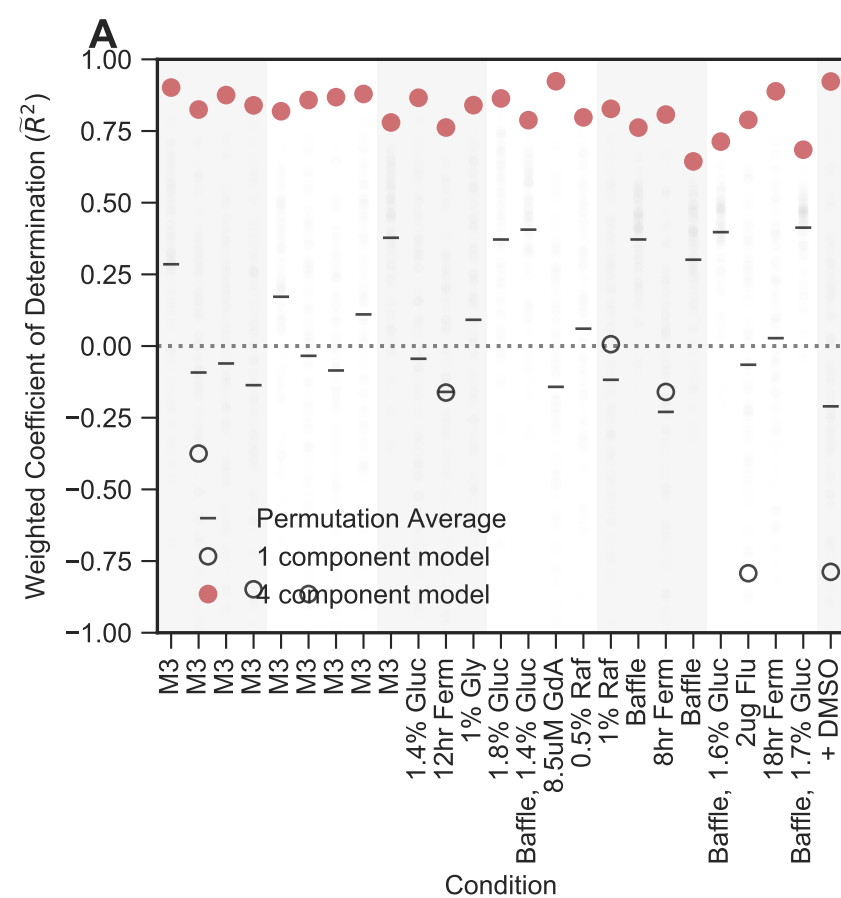 A
1.00
0.75
0.50
0.25
0.00
−0.25
−0.50
−0.75
−1.00
Weighted Coefficient of Determination (R̃²)
Permutation Average
1 component model
4 component model
M3
M3
M3
M3
M3
M3
M3
M3
M3
1.4% Gluc
12hr Ferm
1% Gly
1.8% Gluc
Baffle, 1.4% Gluc
8.5uM GdA
0.5% Raf
1% Raf
Baffle
8hr Ferm
Baffle
Baffle, 1.6% Gluc
2ug Flu
18hr Ferm
Baffle, 1.7% Gluc
+ DMSO
Condition